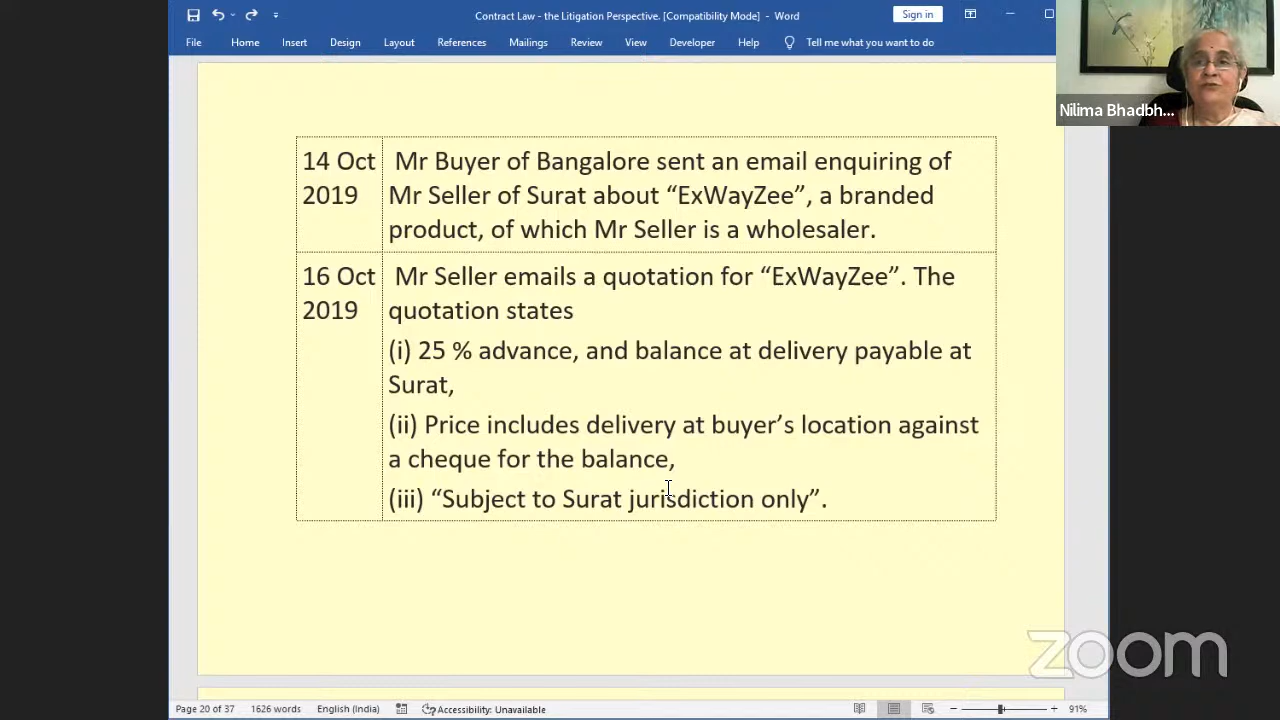 Contract Law - the Litigation Perspective. [Compatibility Mode] - Word
Sign in
File Home Insert Design Layout References Mailings Review View Developer Help Tell me what you want to do
Nilima Bhadbh...
14 Oct 2019
Mr Buyer of Bangalore sent an email enquiring of
Mr Seller of Surat about “ExWayZee”, a branded
product, of which Mr Seller is a wholesaler.
16 Oct 2019
Mr Seller emails a quotation for “ExWayZee”. The
quotation states
(i) 25 % advance, and balance at delivery payable at
Surat,
(ii) Price includes delivery at buyer’s location against
a cheque for the balance,
(iii) “Subject to Surat jurisdiction only”.
zoom
Page 20 of 37 1626 words English (India) Accessibility: Unavailable 91%